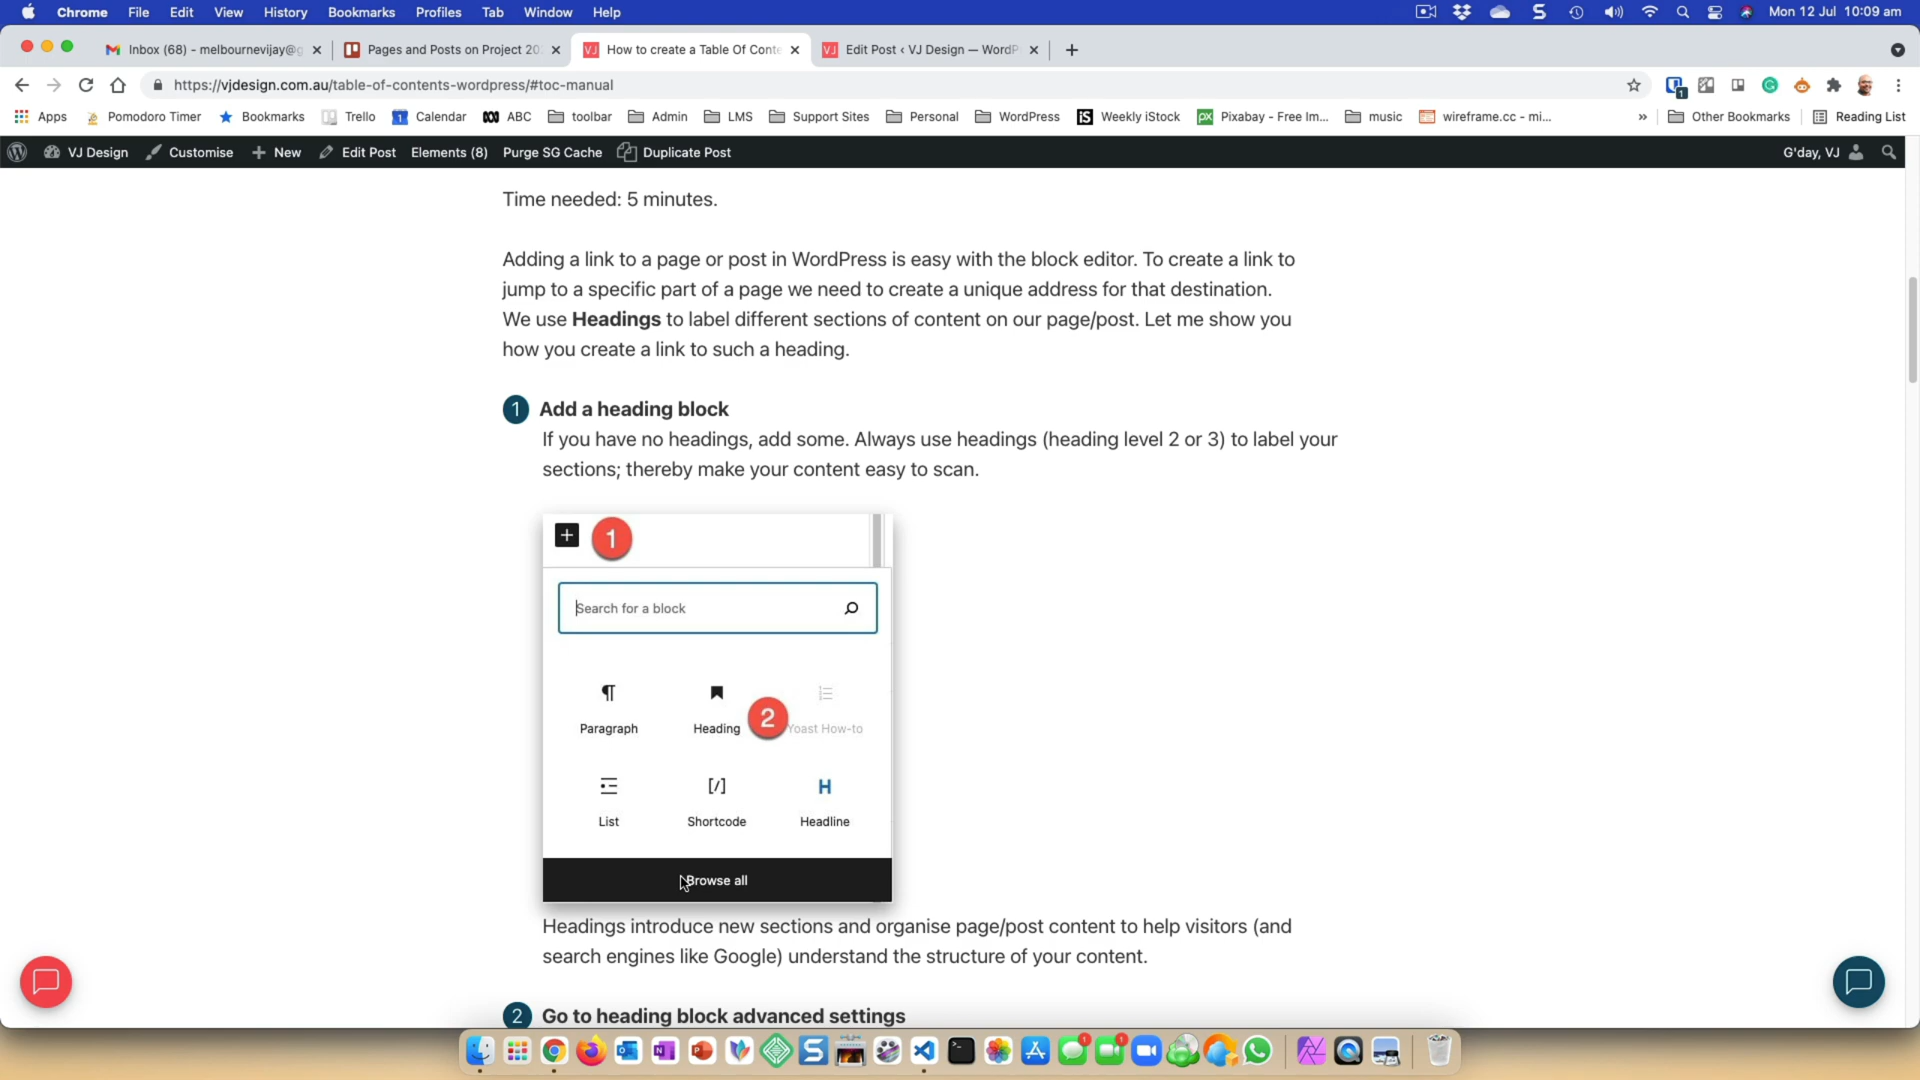 Chrome File Edit View History Bookmarks Profiles Tab Window Help Mon 12 Jul 10:09 am
Inbox (68) - melbournevijay@g Pages and Posts on Project 20 How to create a Table Of Conte Edit Post ‹ VJ Design — WordP
https://vjdesign.com.au/table-of-contents-wordpress/#toc-manual
Apps Pomodoro Timer Bookmarks Trello Calendar ABC toolbar Admin LMS Support Sites Personal WordPress iS Weekly iStock px Pixabay - Free Im... music wireframe.cc - mi... » Other Bookmarks Reading List
VJ Design Customise New Edit Post Elements (8) Purge SG Cache Duplicate Post G'day, VJ
Time needed: 5 minutes.
Adding a link to a page or post in WordPress is easy with the block editor. To create a link to
jump to a specific part of a page we need to create a unique address for that destination.
We use Headings to label different sections of content on our page/post. Let me show you
how you create a link to such a heading.
1 Add a heading block
If you have no headings, add some. Always use headings (heading level 2 or 3) to label your
sections; thereby make your content easy to scan.
1
Search for a block
2
Paragraph Heading Yoast How-to
List Shortcode Headline
Browse all
Headings introduce new sections and organise page/post content to help visitors (and
search engines like Google) understand the structure of your content.
2 Go to heading block advanced settings